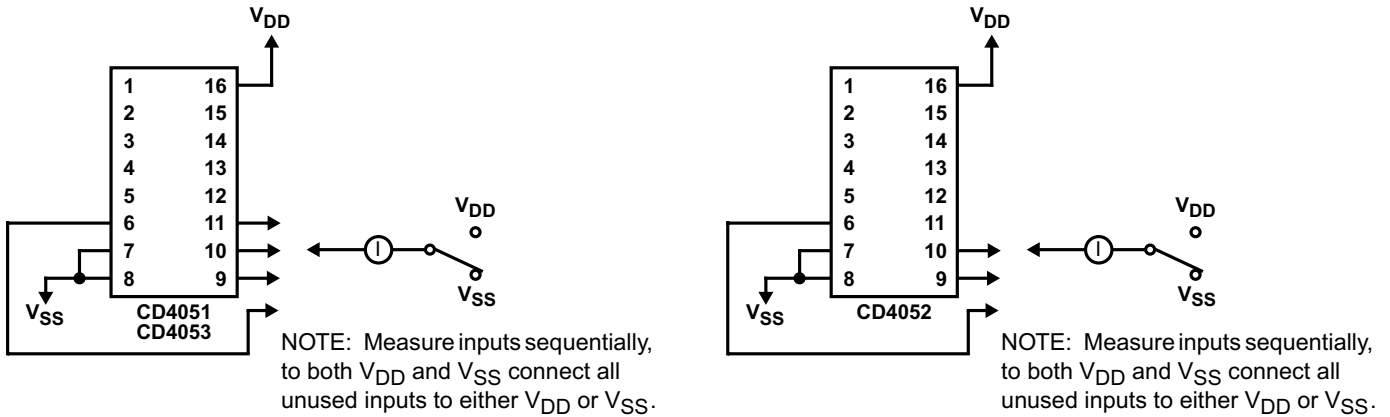 VDD
1 16
2 15
3 14
4 13
5 12
6 11
7 10
8 9
VSS
CD4051
CD4053
I
VDD
VSS
NOTE: Measure inputs sequentially,
to both VDD and VSS connect all
unused inputs to either VDD or VSS.
VDD
1 16
2 15
3 14
4 13
5 12
6 11
7 10
8 9
VSS
CD4052
I
VDD
VSS
NOTE: Measure inputs sequentially,
to both VDD and VSS connect all
unused inputs to either VDD or VSS.